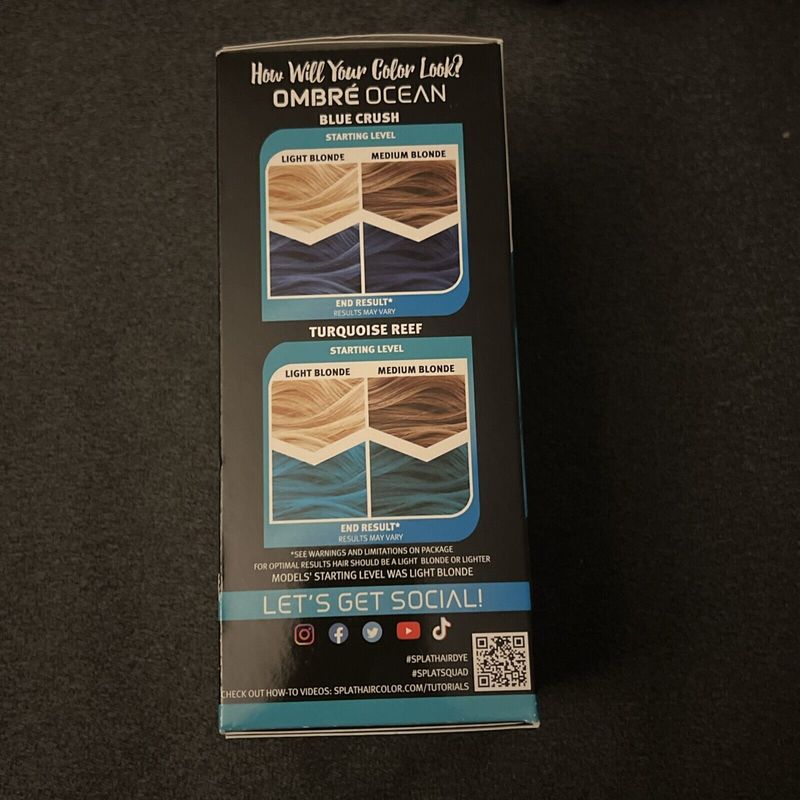 How Will Your Color Look?
OMBRÉ OCEAN
BLUE CRUSH
STARTING LEVEL
LIGHT BLONDE MEDIUM BLONDE
END RESULT*
RESULTS MAY VARY
TURQUOISE REEF
STARTING LEVEL
LIGHT BLONDE MEDIUM BLONDE
END RESULT*
RESULTS MAY VARY
*SEE WARNINGS AND LIMITATIONS ON PACKAGE
FOR OPTIMAL RESULTS HAIR SHOULD BE A LIGHT BLONDE OR LIGHTER
MODELS' STARTING LEVEL WAS LIGHT BLONDE
LET'S GET SOCIAL!
#SPLATHAIRDYE
#SPLATSQUAD
CHECK OUT HOW-TO VIDEOS: SPLATHAIRCOLOR.COM/TUTORIALS